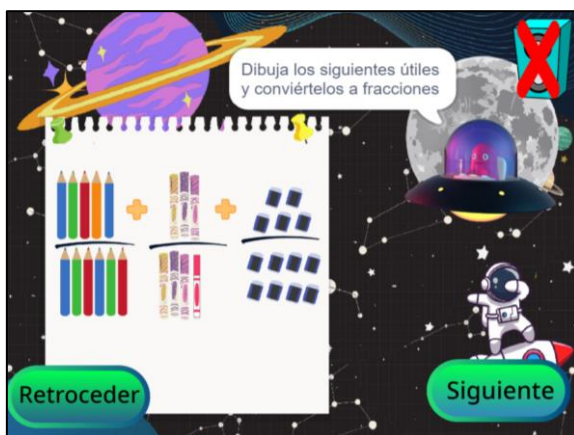 Dibuja los siguientes útiles
y conviértelos a fracciones
Retroceder
Siguiente